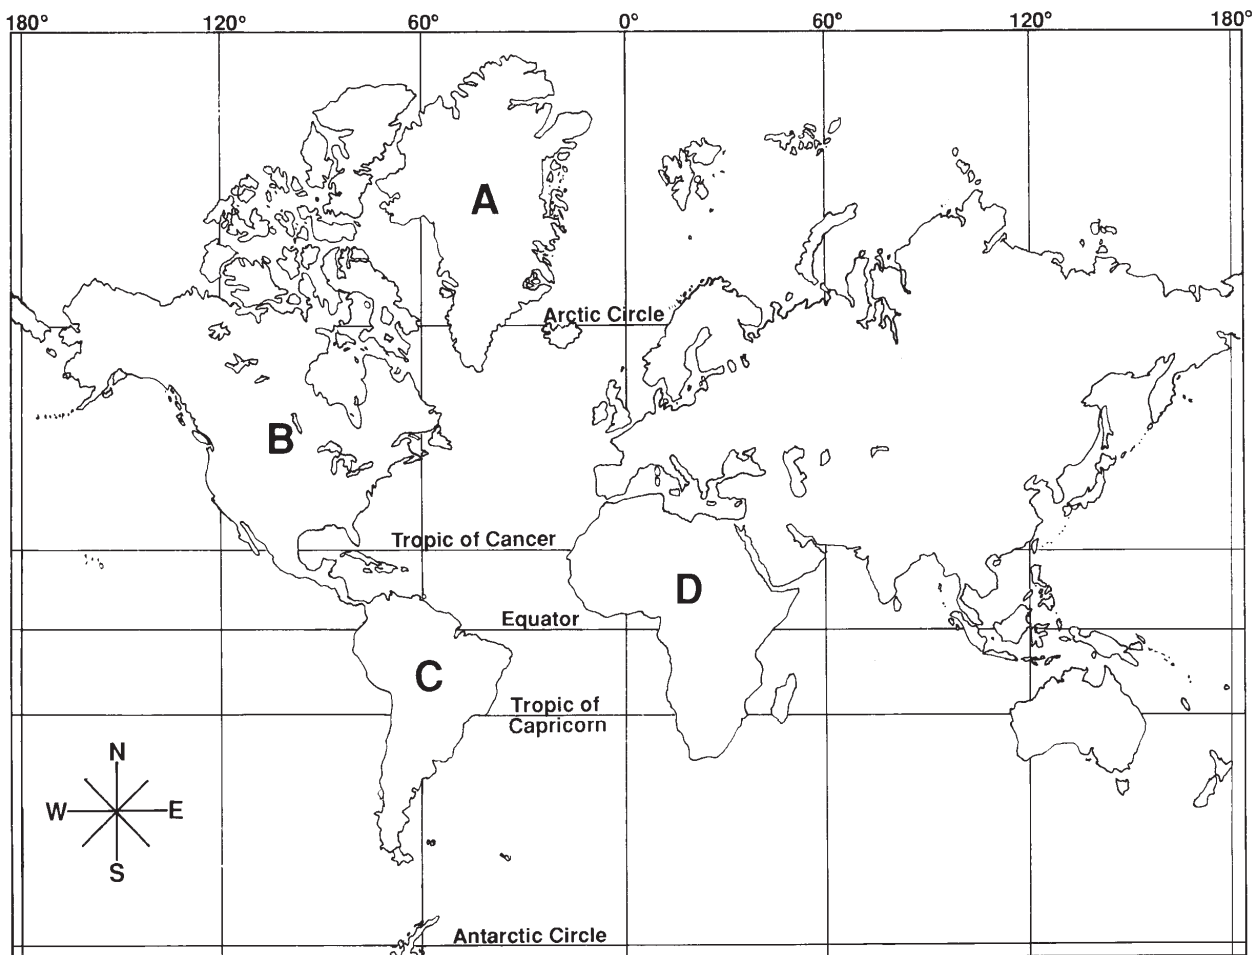 180° 120° 60° 0° 60° 120° 180°
A
Arctic Circle
B
Tropic of Cancer
D
Equator
C
Tropic of
Capricorn
N
W E
S
Antarctic Circle